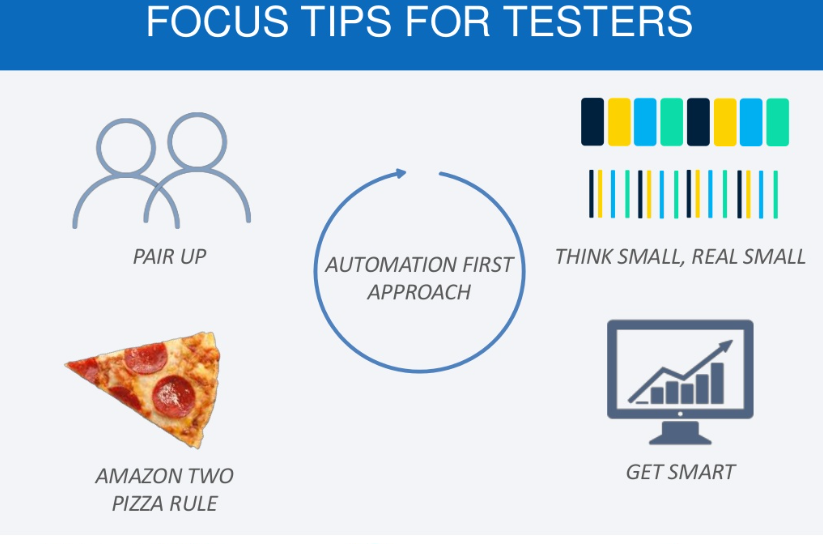 FOCUS TIPS FOR TESTERS
PAIR UP
AUTOMATION FIRST
APPROACH
THINK SMALL, REAL SMALL
AMAZON TWO
PIZZA RULE
GET SMART